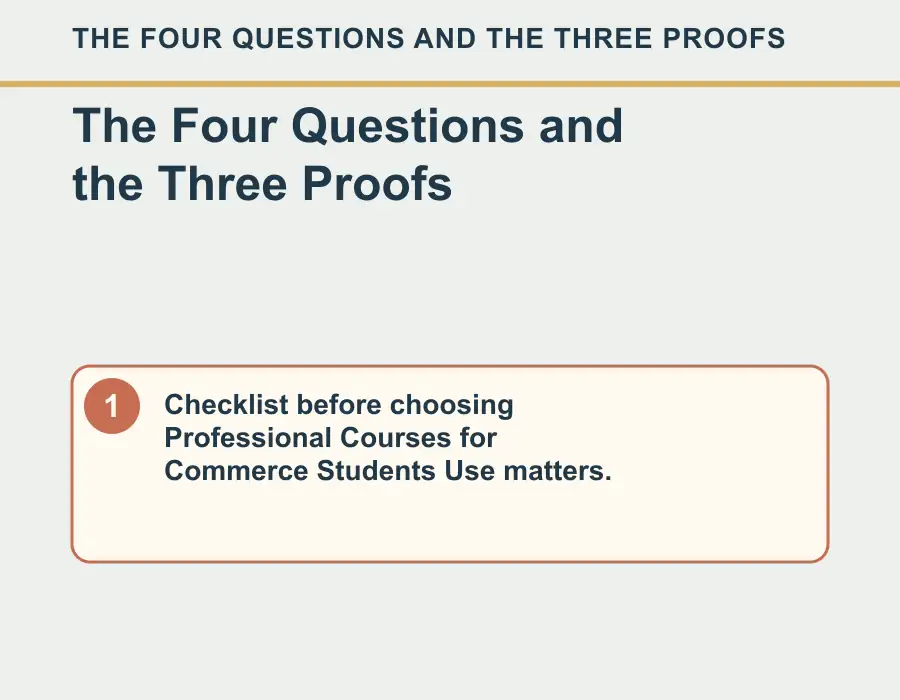 THE FOUR QUESTIONS AND THE THREE PROOFS
The Four Questions and
the Three Proofs
1
Checklist before choosing
Professional Courses for
Commerce Students Use matters.